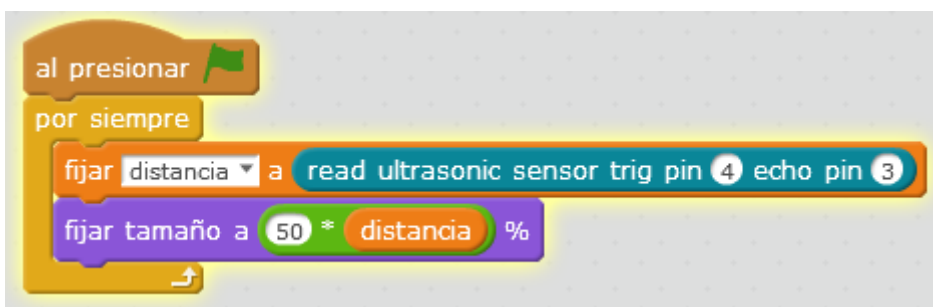 al presionar
por siempre
fijar distancia a read ultrasonic sensor trig pin 4 echo pin 3
fijar tamaño a 50 * distancia %